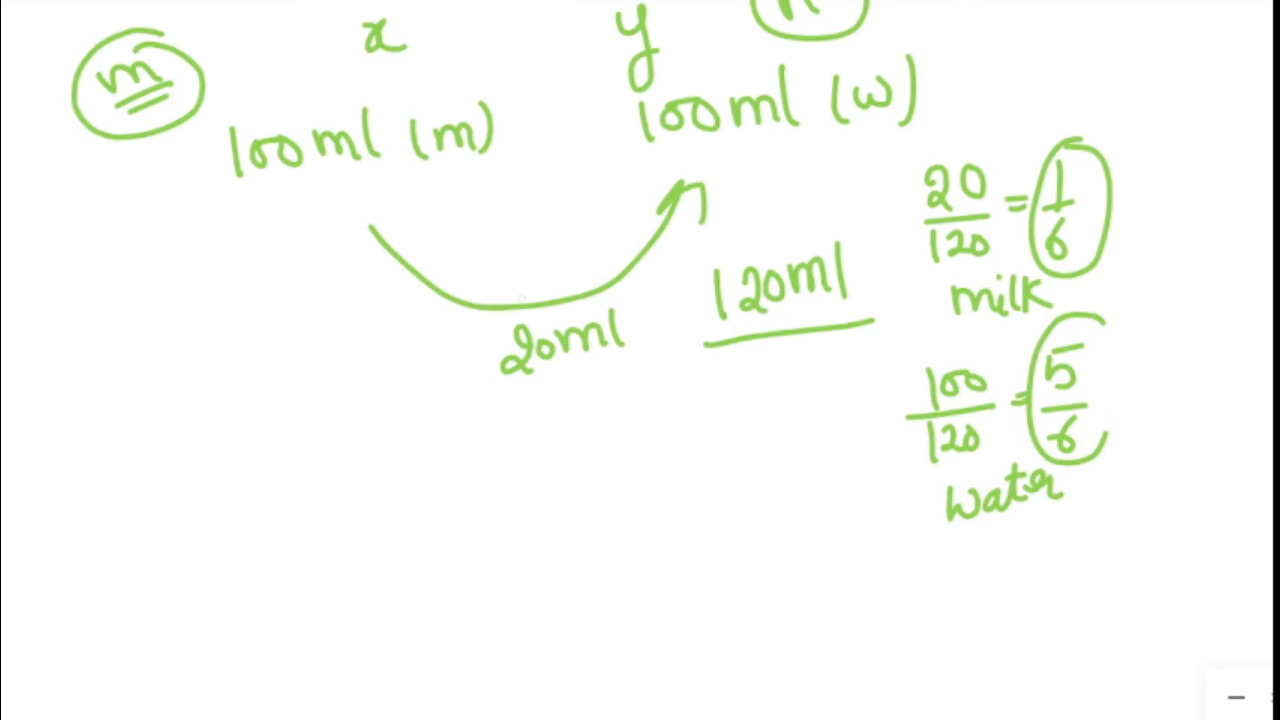 x y n
m
100ml (m) 100ml (w)
20/120 = 1/6
milk
20ml 120ml
100/120 = 5/6
water